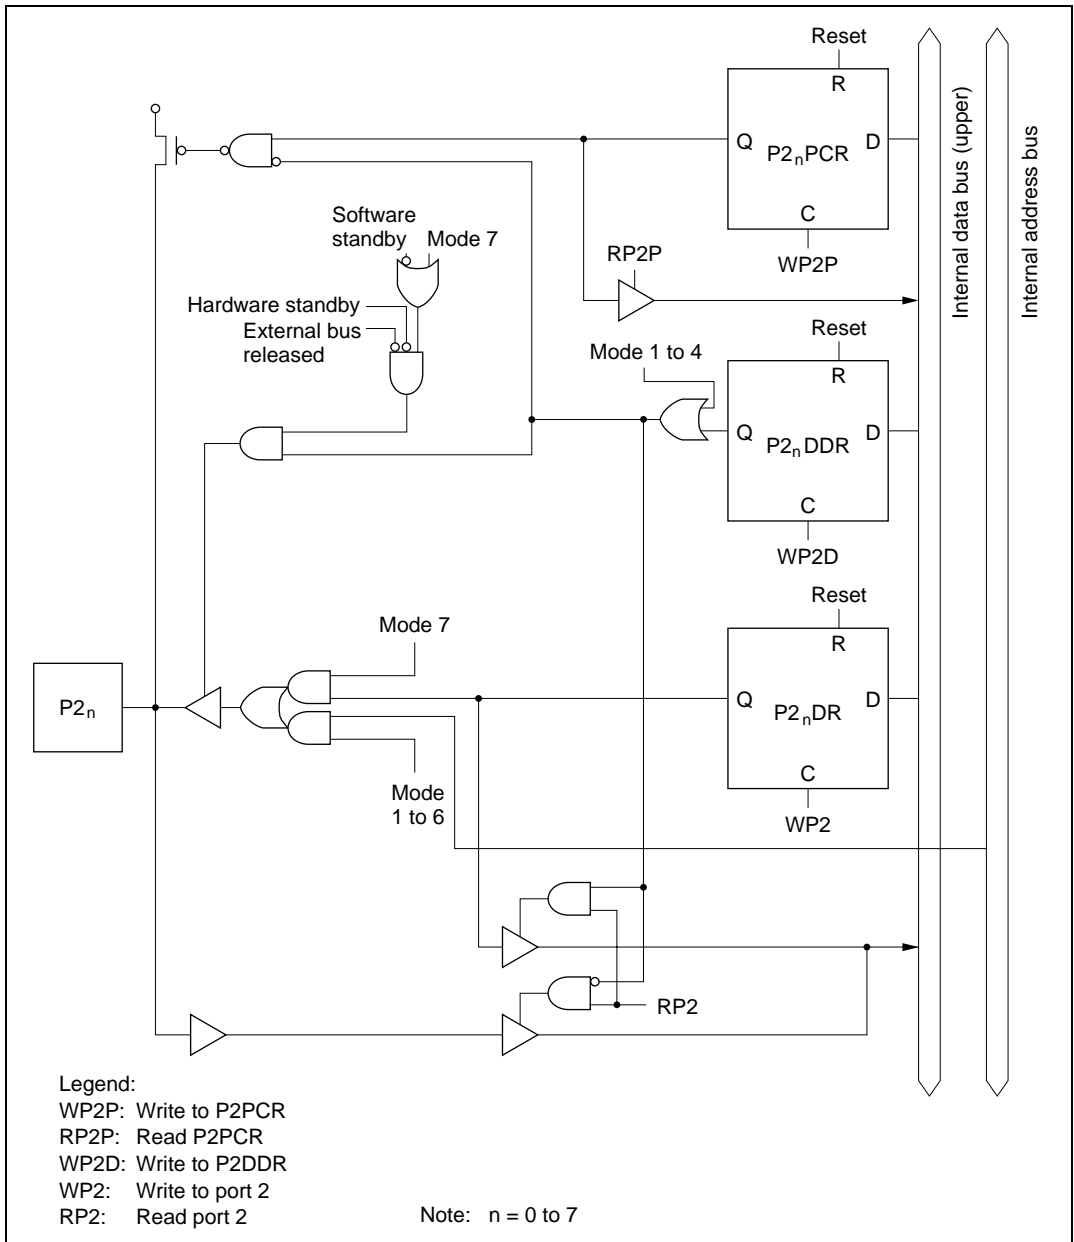 Reset
R
Q
P2nPCR
D
C
WP2P
Internal data bus (upper)
Internal address bus
Software
standby
Mode 7
Hardware standby
External bus
released
RP2P
Mode 1 to 4
Reset
R
Q
P2nDDR
D
C
WP2D
Reset
R
Q
P2nDR
D
C
WP2
Mode 7
P2n
Mode
1 to 6
RP2
Legend:
WP2P: Write to P2PCR
RP2P: Read P2PCR
WP2D: Write to P2DDR
WP2: Write to port 2
RP2: Read port 2
Note: n = 0 to 7